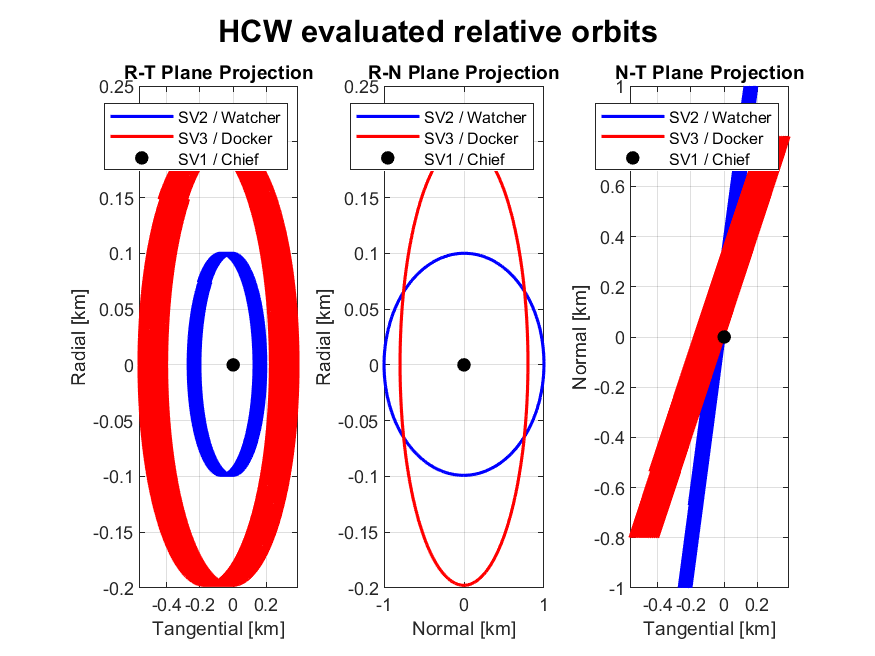 HCW evaluated relative orbits
R-T Plane Projection
0.25
SV2 / Watcher
SV3 / Docker
SV1 / Chief
0.15
0.1
0.05
0
-0.05
-0.1
-0.15
-0.2
Radial [km]
-0.4 -0.2 0 0.2
Tangential [km]
R-N Plane Projection
0.25
SV2 / Watcher
SV3 / Docker
SV1 / Chief
0.15
0.1
0.05
0
-0.05
-0.1
-0.15
-0.2
Radial [km]
-1 0 1
Normal [km]
N-T Plane Projection
1
SV2 / Watcher
SV3 / Docker
SV1 / Chief
0.6
0.4
0.2
0
-0.2
-0.4
-0.6
-0.8
-1
Normal [km]
-0.4 -0.2 0 0.2
Tangential [km]